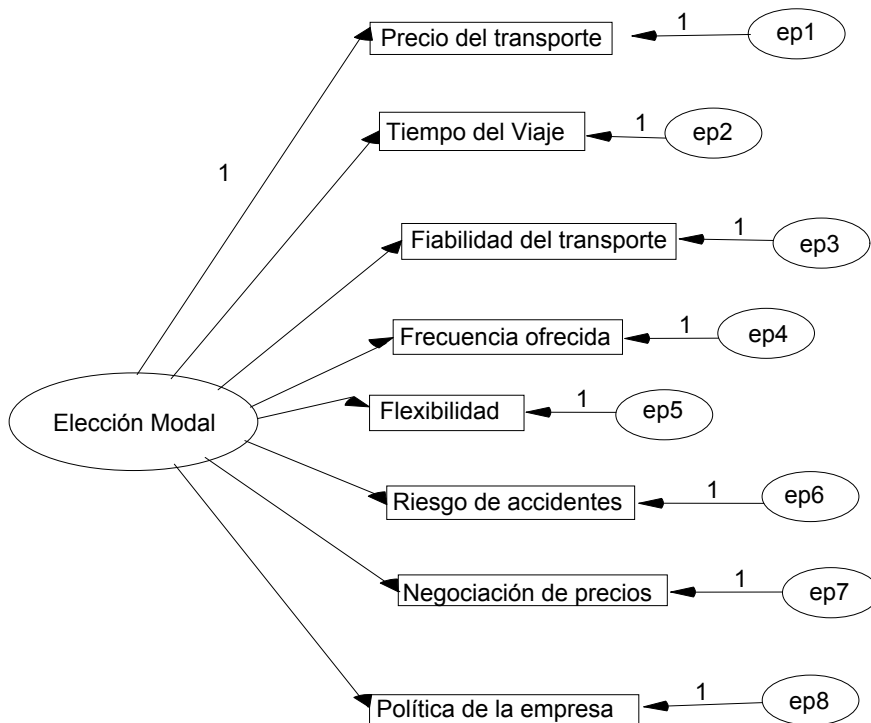 Precio del transporte
1
ep1
Tiempo del Viaje
1
ep2
1
Fiabilidad del transporte
1
ep3
Frecuencia ofrecida
1
ep4
Elección Modal
Flexibilidad
1
ep5
Riesgo de accidentes
1
ep6
Negociación de precios
1
ep7
Política de la empresa
1
ep8